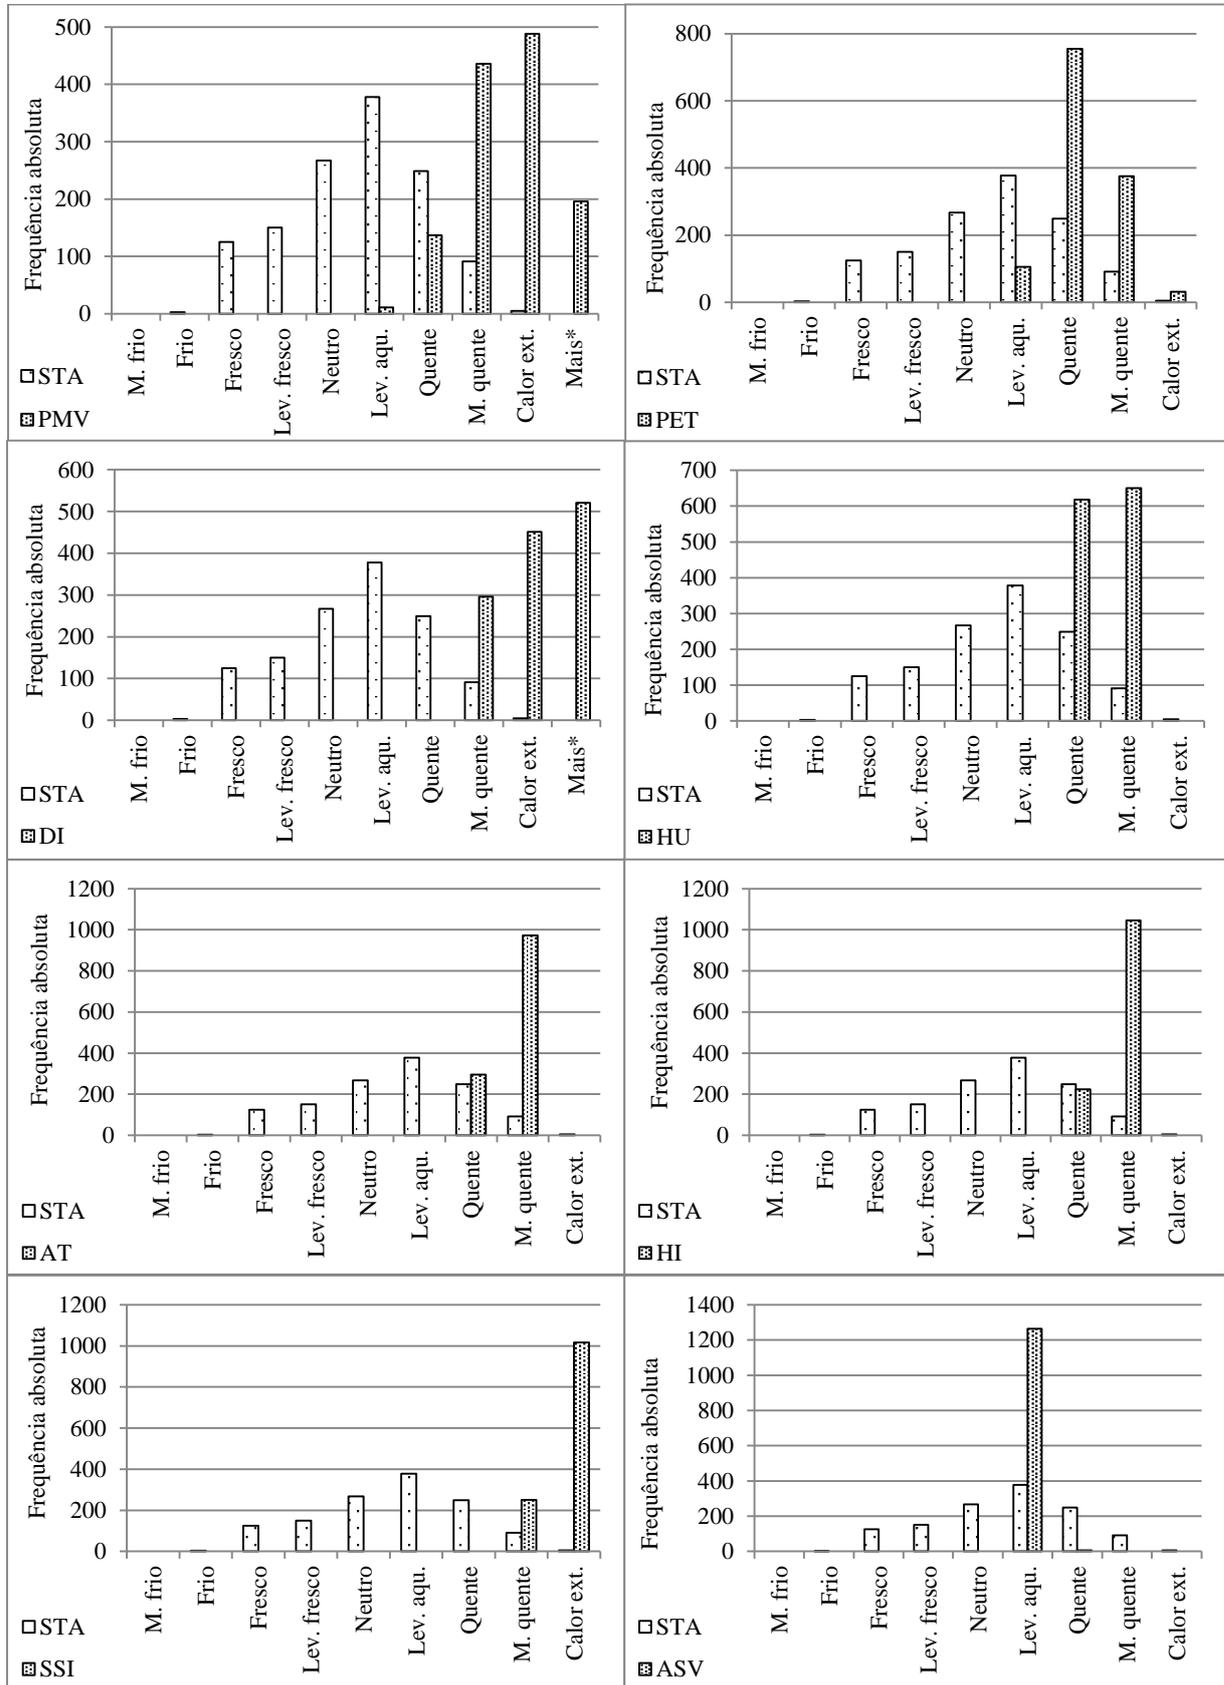 Frequência absoluta
500
400
300
200
100
0
M. frio
Frio
Fresco
Lev. fresco
Neutro
Lev. aqu.
Quente
M. quente
Calor ext.
Mais*
STA
PMV
Frequência absoluta
800
600
400
200
0
M. frio
Frio
Fresco
Lev. fresco
Neutro
Lev. aqu.
Quente
M. quente
Calor ext.
STA
PET
Frequência absoluta
600
500
400
300
200
100
0
M. frio
Frio
Fresco
Lev. fresco
Neutro
Lev. aqu.
Quente
M. quente
Calor ext.
Mais*
STA
DI
Frequência absoluta
700
600
500
400
300
200
100
0
M. frio
Frio
Fresco
Lev. fresco
Neutro
Lev. aqu.
Quente
M. quente
Calor ext.
STA
HU
Frequência absoluta
1200
1000
800
600
400
200
0
M. frio
Frio
Fresco
Lev. fresco
Neutro
Lev. aqu.
Quente
M. quente
Calor ext.
STA
AT
Frequência absoluta
1200
1000
800
600
400
200
0
M. frio
Frio
Fresco
Lev. fresco
Neutro
Lev. aqu.
Quente
M. quente
Calor ext.
STA
HI
Frequência absoluta
1200
1000
800
600
400
200
0
M. frio
Frio
Fresco
Lev. fresco
Neutro
Lev. aqu.
Quente
M. quente
Calor ext.
STA
SSI
Frequência absoluta
1400
1200
1000
800
600
400
200
0
M. frio
Frio
Fresco
Lev. fresco
Neutro
Lev. aqu.
Quente
M. quente
Calor ext.
STA
ASV